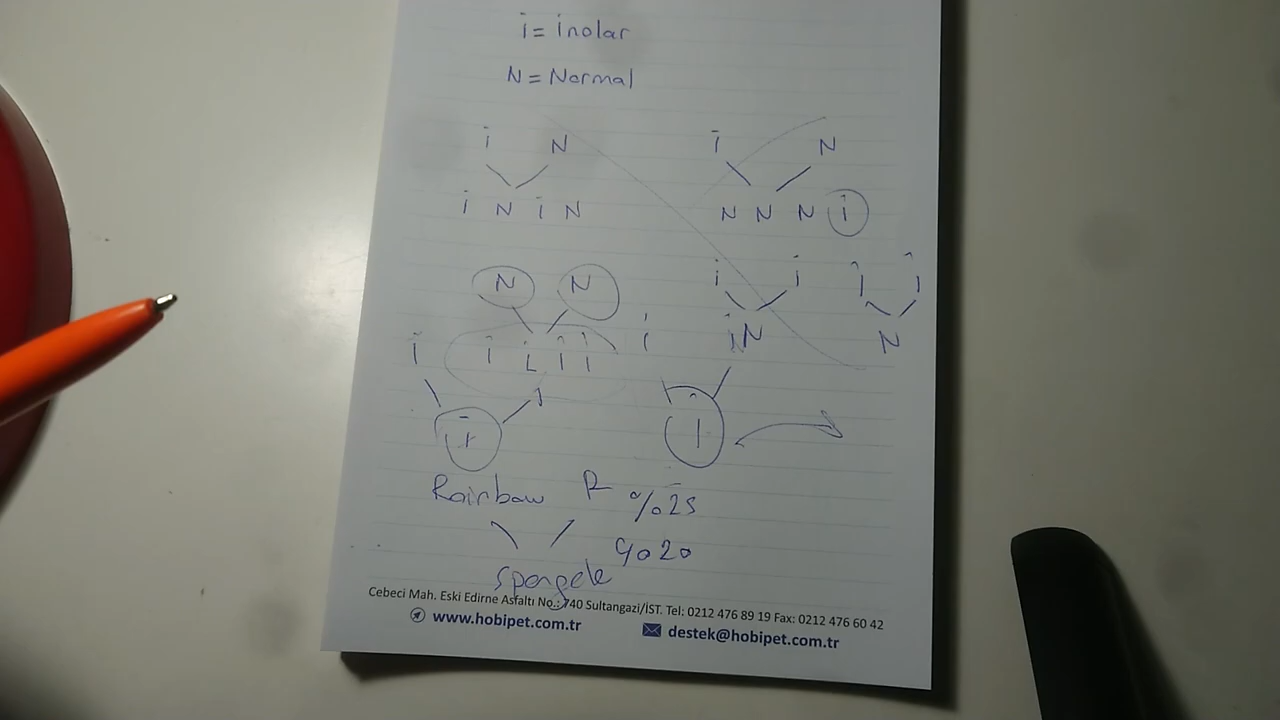 i = inolar
N = Normal
i N
i N i N
i N
N N N i
N N
i i
i i
i i i i i i
N
N
i i
Rainbow R %25
%20
spangele
Cebeci Mah. Eski Edirne Asfaltı No.: 740 Sultangazi/İST. Tel: 0212 476 89 19 Fax: 0212 476 60 42
www.hobipet.com.tr destek@hobipet.com.tr